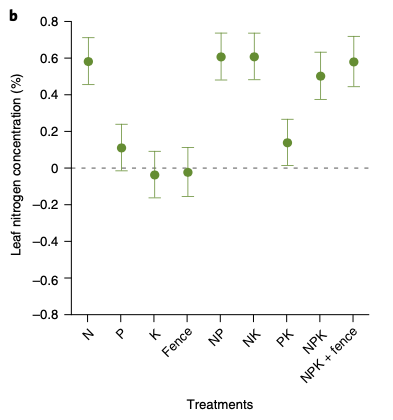 b
Leaf nitrogen concentration (%)
0.8
0.6
0.4
0.2
0
−0.2
−0.4
−0.6
−0.8
N
P
K
Fence
NP
NK
PK
NPK
NPK + fence
Treatments